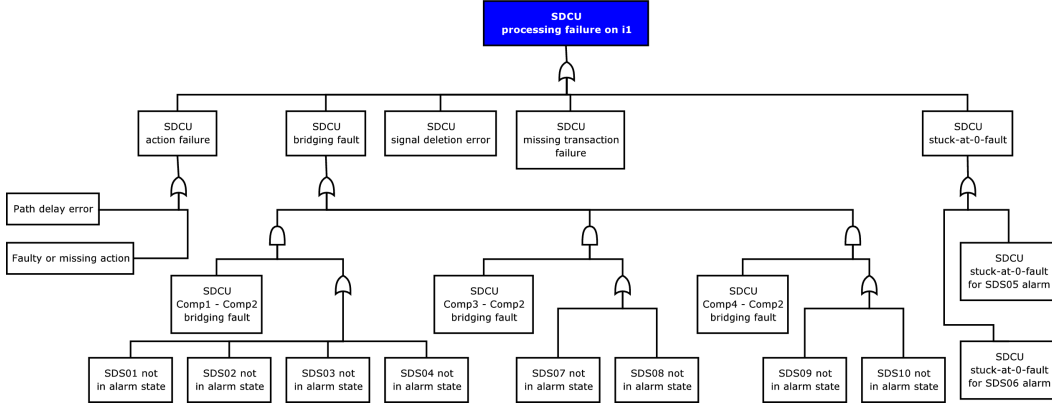 SDCU
processing failure on i1
SDCU
action failure
SDCU
bridging fault
SDCU
signal deletion error
SDCU
missing transaction
failure
SDCU
stuck-at-0-fault
Path delay error
Faulty or missing action
SDCU
Comp1 - Comp2
bridging fault
SDCU
Comp3 - Comp2
bridging fault
SDCU
Comp4 - Comp2
bridging fault
SDCU
stuck-at-0-fault
for SDS05 alarm
SDS01 not
in alarm state
SDS02 not
in alarm state
SDS03 not
in alarm state
SDS04 not
in alarm state
SDS07 not
in alarm state
SDS08 not
in alarm state
SDS09 not
in alarm state
SDS10 not
in alarm state
SDCU
stuck-at-0-fault
for SDS06 alarm